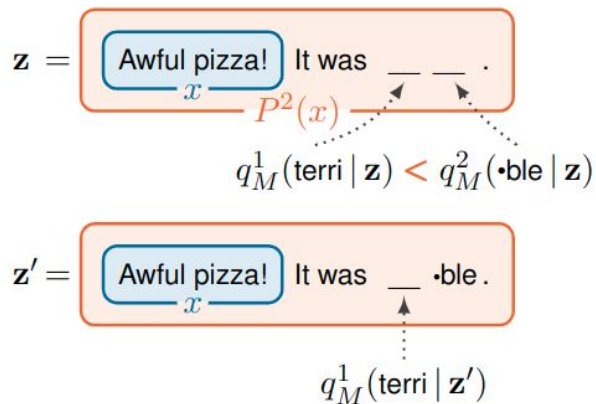 z = Awful pizza! It was __ __ .
x
P²(x)
q¹_M(terri | z) < q²_M(•ble | z)
z′ = Awful pizza! It was __ •ble .
x
q¹_M(terri | z′)